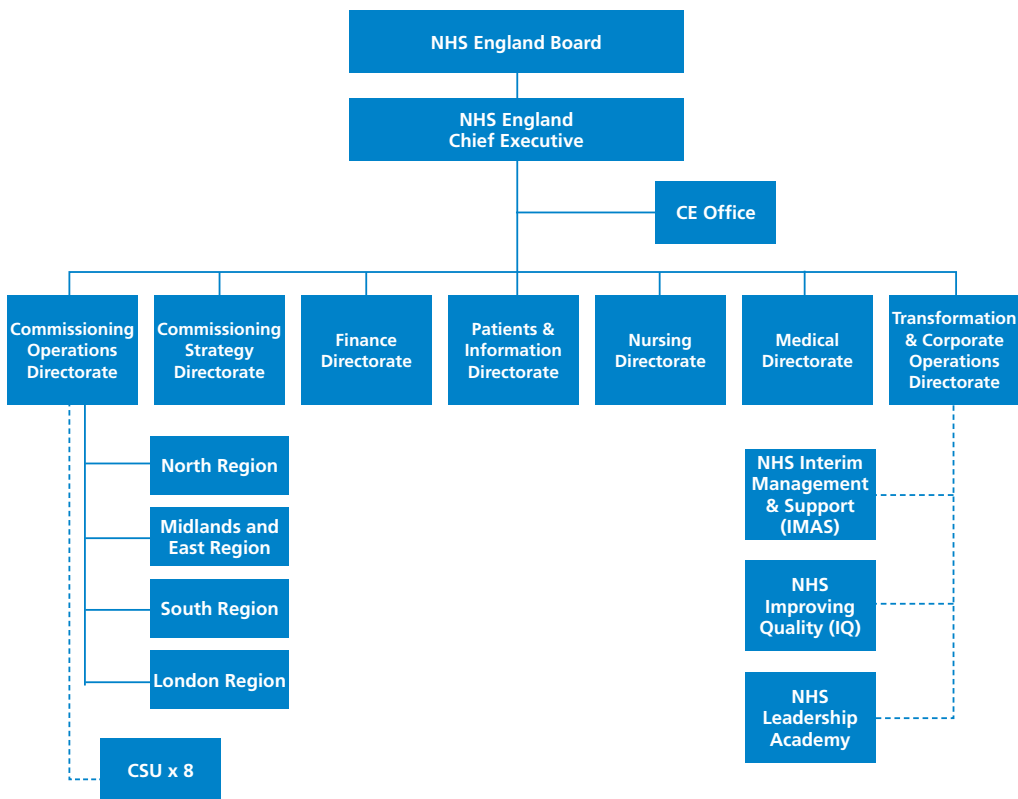 NHS England Board
NHS England
Chief Executive
CE Office
Commissioning
Operations
Directorate
Commissioning
Strategy
Directorate
Finance
Directorate
Patients &
Information
Directorate
Nursing
Directorate
Medical
Directorate
Transformation
& Corporate
Operations
Directorate
North Region
Midlands and
East Region
South Region
London Region
CSU x 8
NHS Interim
Management
& Support
(IMAS)
NHS
Improving
Quality (IQ)
NHS
Leadership
Academy